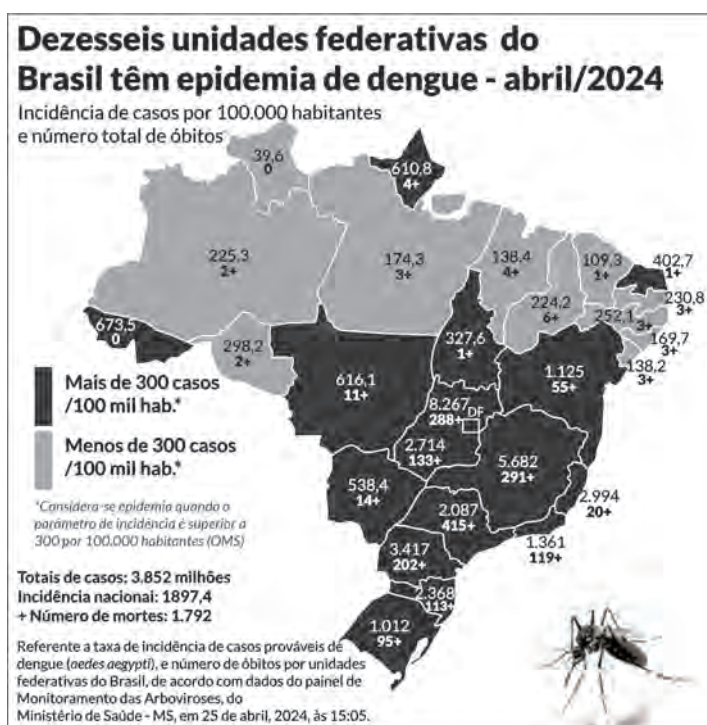 Dezesseis unidades federativas do
Brasil têm epidemia de dengue - abril/2024
Incidência de casos por 100.000 habitantes
e número total de óbitos
39,6
0
610,8
4+
225,3
2+
174,3
3+
138,4
4+
109,3
1+
402,7
1+
230,8
3+
224,2
6+
252,1
3+
169,7
3+
138,2
3+
673,5
0
298,2
2+
327,6
1+
616,1
11+
1.125
55+
8.267
288+
DF
2.714
133+
5.682
291+
538,4
14+
2.994
20+
2.087
415+
1.361
119+
3.417
202+
2.368
113+
1.012
95+
Mais de 300 casos
/100 mil hab.*
Menos de 300 casos
/100 mil hab.*
*Considera-se epidemia quando o
parâmetro de incidência é superior a
300 por 100.000 habitantes (OMS)
Totais de casos: 3.852 milhões
Incidência nacional: 1897,4
+ Número de mortes: 1.792
Referente a taxa de incidência de casos prováveis de
dengue (aedes aegypti), e número de óbitos por unidades
federativas do Brasil, de acordo com dados do painel de
Monitoramento das Arboviroses, do
Ministério de Saúde - MS, em 25 de abril, 2024, às 15:05.